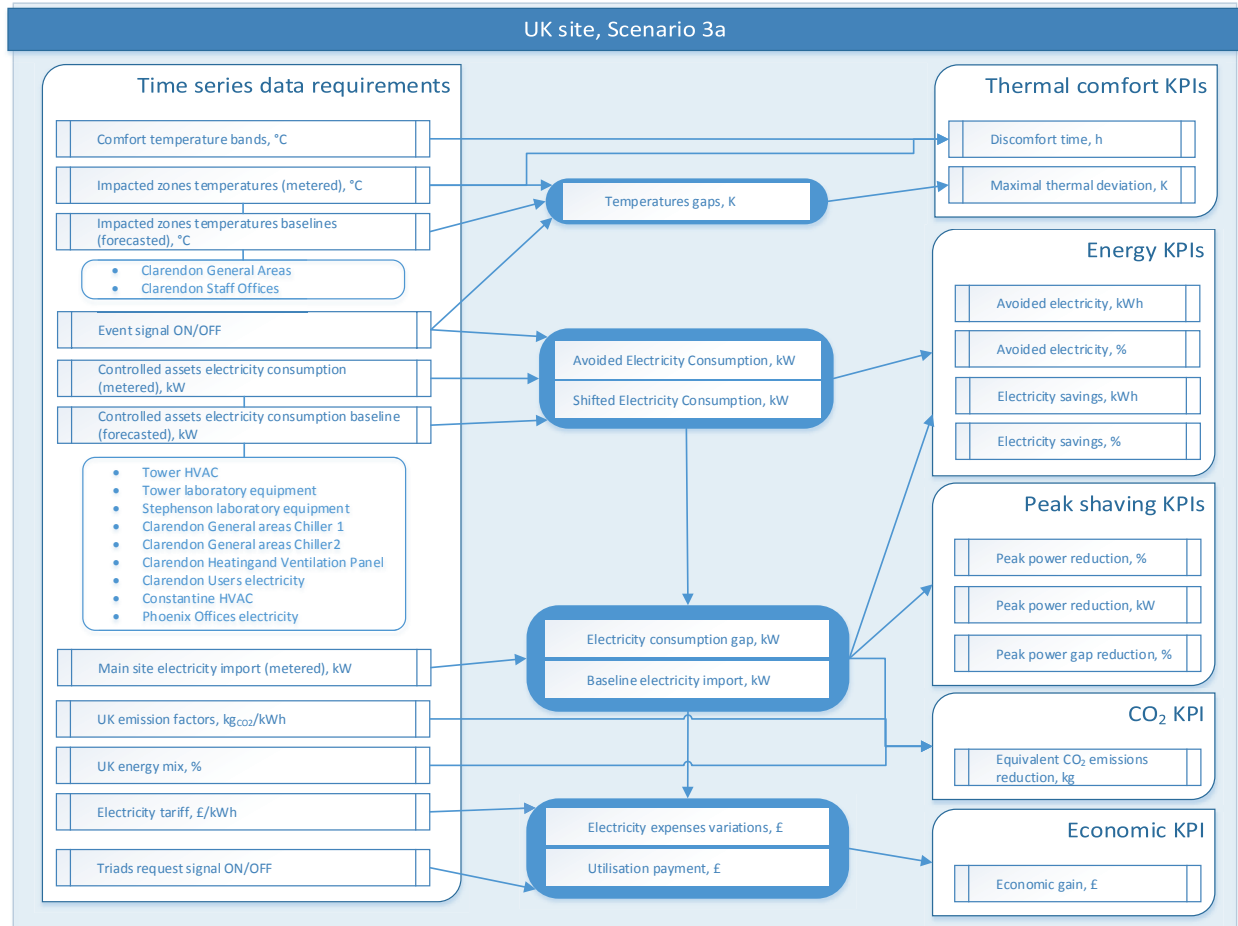 UK site, Scenario 3a
Time series data requirements
Comfort temperature bands, °C
Impacted zones temperatures (metered), °C
Impacted zones temperatures baselines
(forecasted), °C
• Clarendon General Areas
• Clarendon Staff Offices
Event signal ON/OFF
Controlled assets electricity consumption
(metered), kW
Controlled assets electricity consumption baseline
(forecasted), kW
• Tower HVAC
• Tower laboratory equipment
• Stephenson laboratory equipment
• Clarendon General areas Chiller 1
• Clarendon General areas Chiller2
• Clarendon Heatingand Ventilation Panel
• Clarendon Users electricity
• Constantine HVAC
• Phoenix Offices electricity
Main site electricity import (metered), kW
UK emission factors, kgCO2/kWh
UK energy mix, %
Electricity tariff, £/kWh
Triads request signal ON/OFF
Temperatures gaps, K
Avoided Electricity Consumption, kW
Shifted Electricity Consumption, kW
Electricity consumption gap, kW
Baseline electricity import, kW
Electricity expenses variations, £
Utilisation payment, £
Thermal comfort KPIs
Discomfort time, h
Maximal thermal deviation, K
Energy KPIs
Avoided electricity, kWh
Avoided electricity, %
Electricity savings, kWh
Electricity savings, %
Peak shaving KPIs
Peak power reduction, %
Peak power reduction, kW
Peak power gap reduction, %
CO₂ KPI
Equivalent CO₂ emissions
reduction, kg
Economic KPI
Economic gain, £